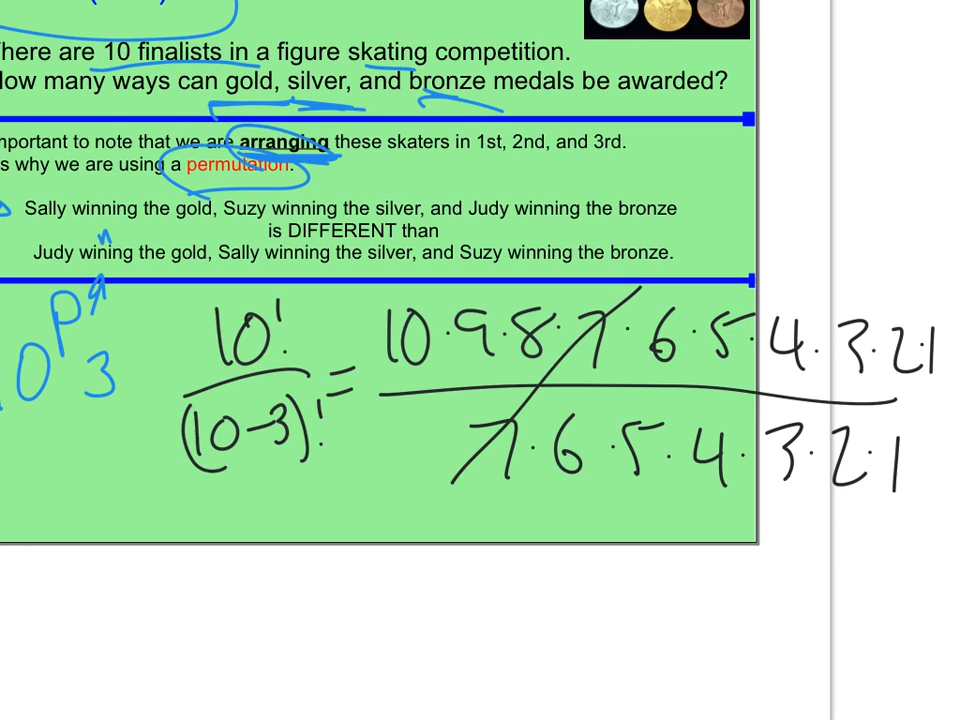 here are 10 finalists in a figure skating competition.
ow many ways can gold, silver, and bronze medals be awarded?
mportant to note that we are arranging these skaters in 1st, 2nd, and 3rd.
s why we are using a permutation.
Sally winning the gold, Suzy winning the silver, and Judy winning the bronze
is DIFFERENT than
n
Judy wining the gold, Sally winning the silver, and Suzy winning the bronze.
10 P 3
10! / (10-3)! = 10·9·8·7·6·5·4·3·2·1 / 7·6·5·4·3·2·1